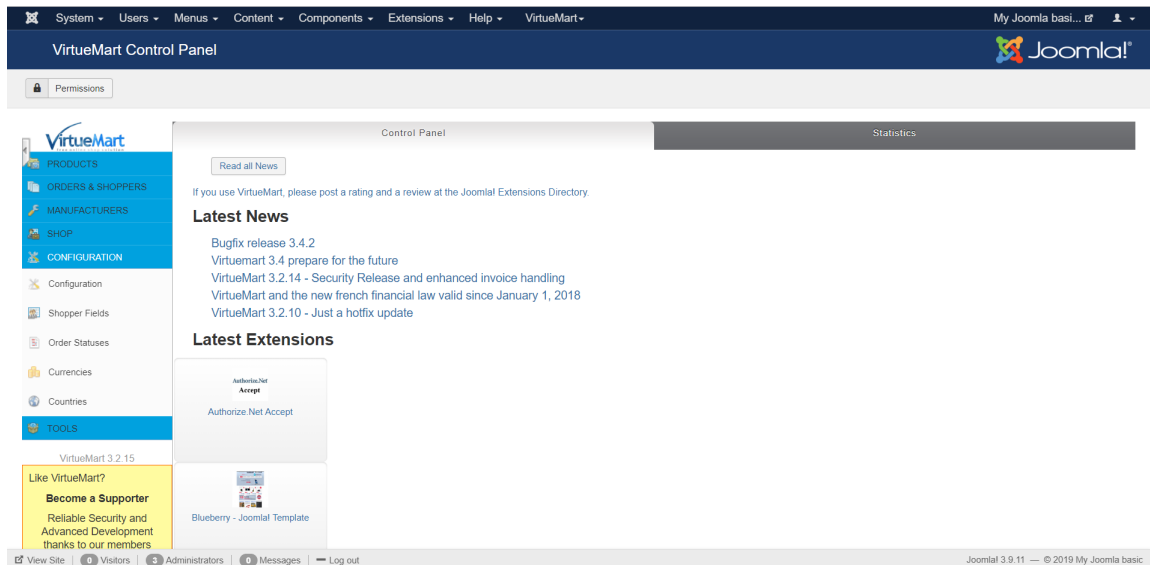 System Users Menus Content Components Extensions Help VirtueMart My Joomla basi...
VirtueMart Control Panel Joomla!®
Permissions
VirtueMart
Control Panel Statistics
PRODUCTS
ORDERS & SHOPPERS
MANUFACTURERS
SHOP
CONFIGURATION
Configuration
Shopper Fields
Order Statuses
Currencies
Countries
TOOLS
VirtueMart 3.2.15
Like VirtueMart?
Become a Supporter
Reliable Security and
Advanced Development
thanks to our members
Read all News
If you use VirtueMart, please post a rating and a review at the Joomla! Extensions Directory.
Latest News
Bugfix release 3.4.2
Virtuemart 3.4 prepare for the future
VirtueMart 3.2.14 - Security Release and enhanced invoice handling
VirtueMart and the new french financial law valid since January 1, 2018
VirtueMart 3.2.10 - Just a hotfix update
Latest Extensions
Authorize.Net
Accept
Authorize.Net Accept
Blueberry - Joomla! Template
View Site 0 Visitors 3 Administrators 0 Messages Log out Joomla! 3.9.11 — © 2019 My Joomla basic